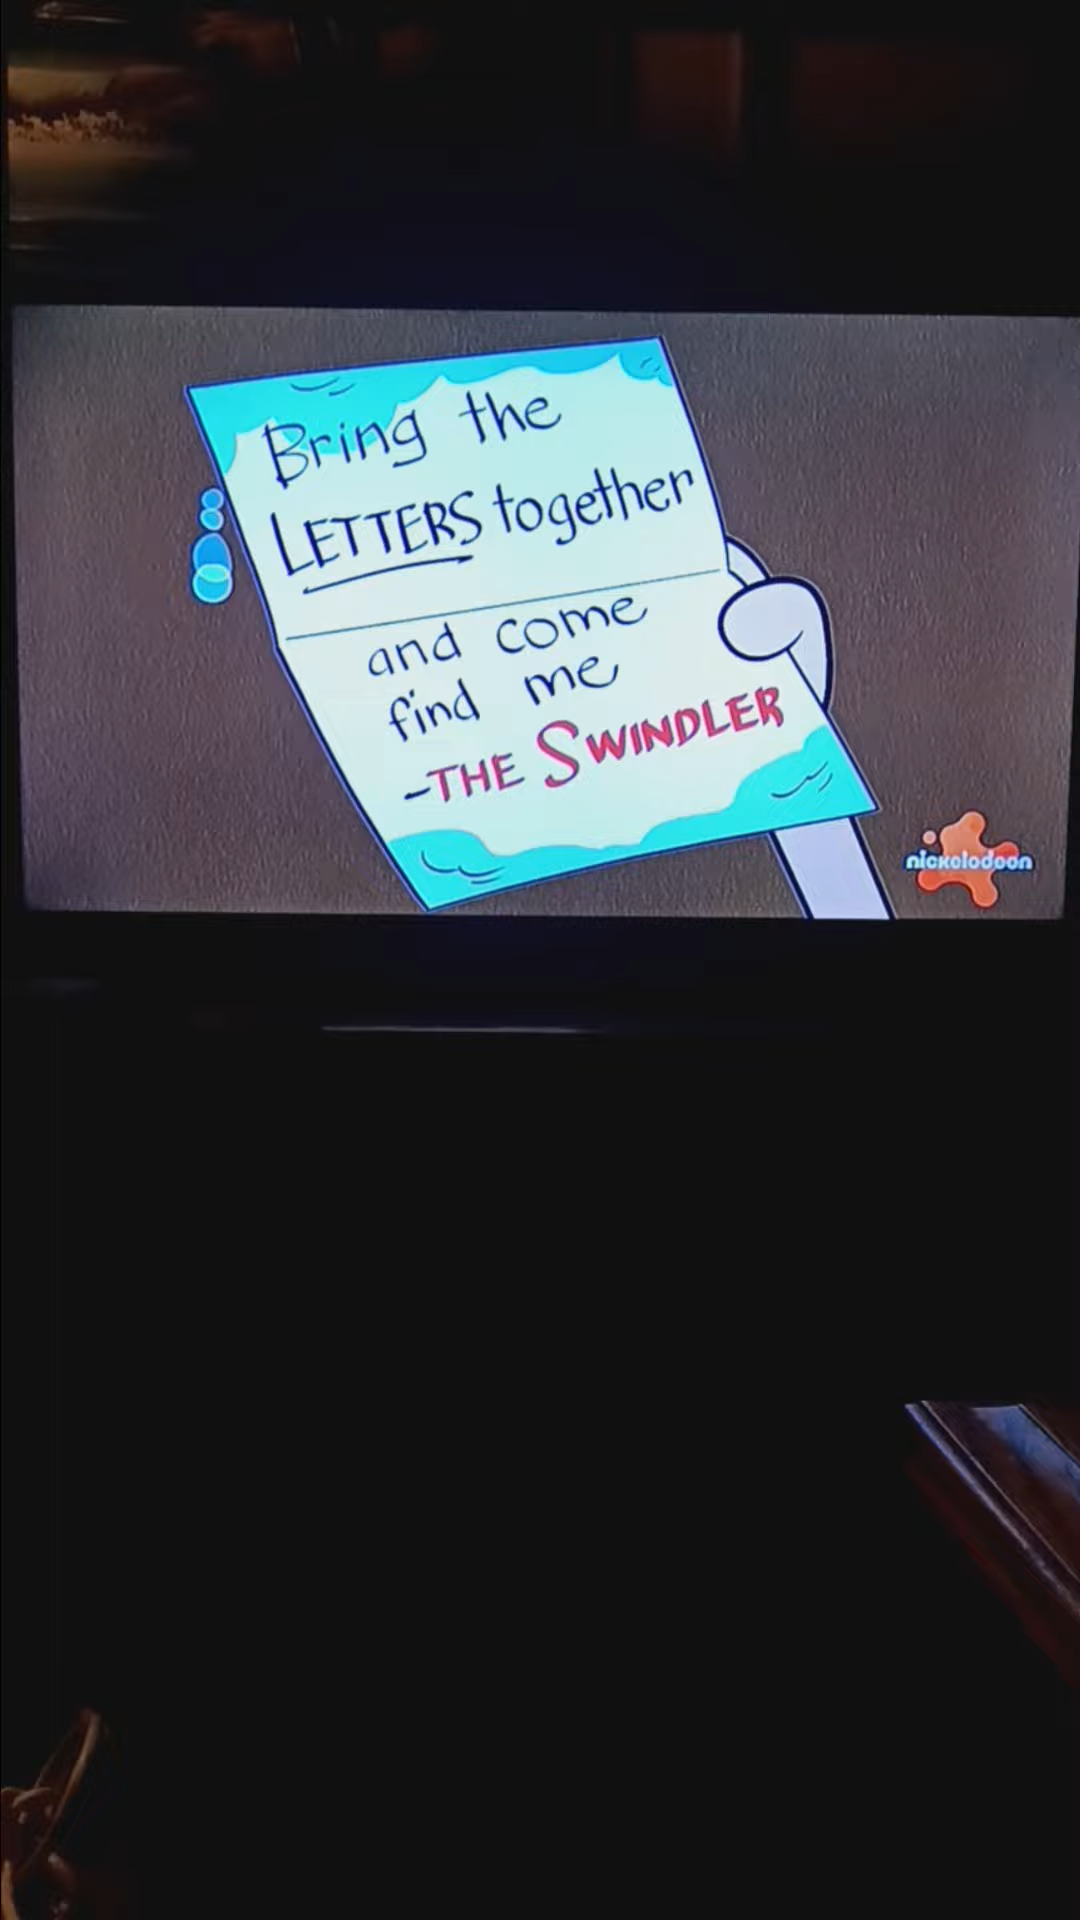 Bring the
LETTERS together
and come
find me
-THE SWINDLER
nickelodeon